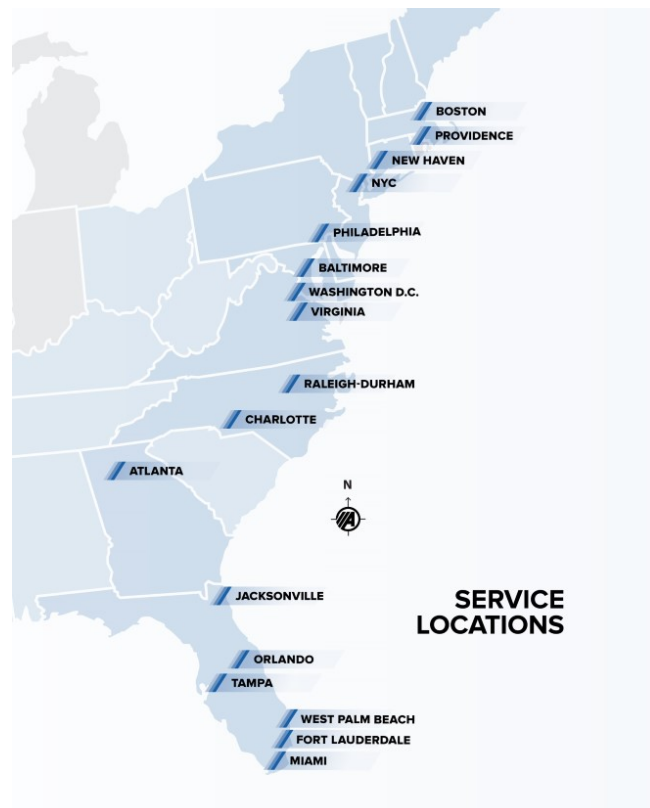 BOSTON
PROVIDENCE
NEW HAVEN
NYC
PHILADELPHIA
BALTIMORE
WASHINGTON D.C.
VIRGINIA
RALEIGH-DURHAM
CHARLOTTE
ATLANTA
N
A
JACKSONVILLE
SERVICE
LOCATIONS
ORLANDO
TAMPA
WEST PALM BEACH
FORT LAUDERDALE
MIAMI